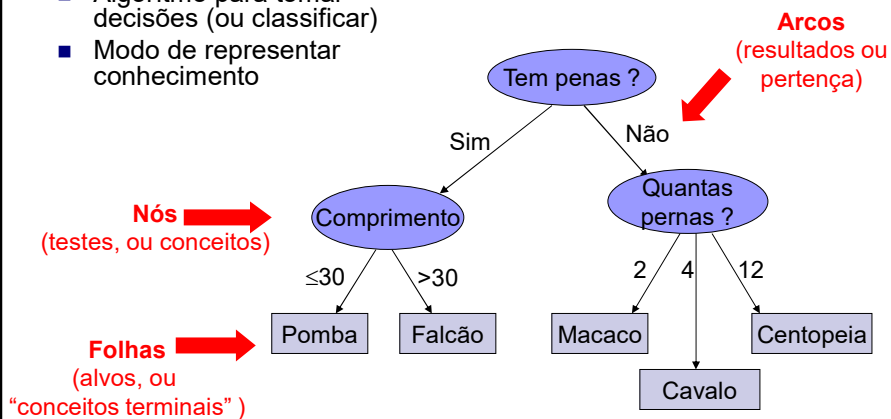 decisões (ou classificar)
■ Modo de representar
conhecimento
Arcos
(resultados ou
pertença)
Tem penas ?
Sim
Não
Nós
(testes, ou conceitos)
Comprimento
Quantas
pernas ?
≤30
>30
2
4
12
Pomba
Falcão
Macaco
Centopeia
Cavalo
Folhas
(alvos, ou
“conceitos terminais” )